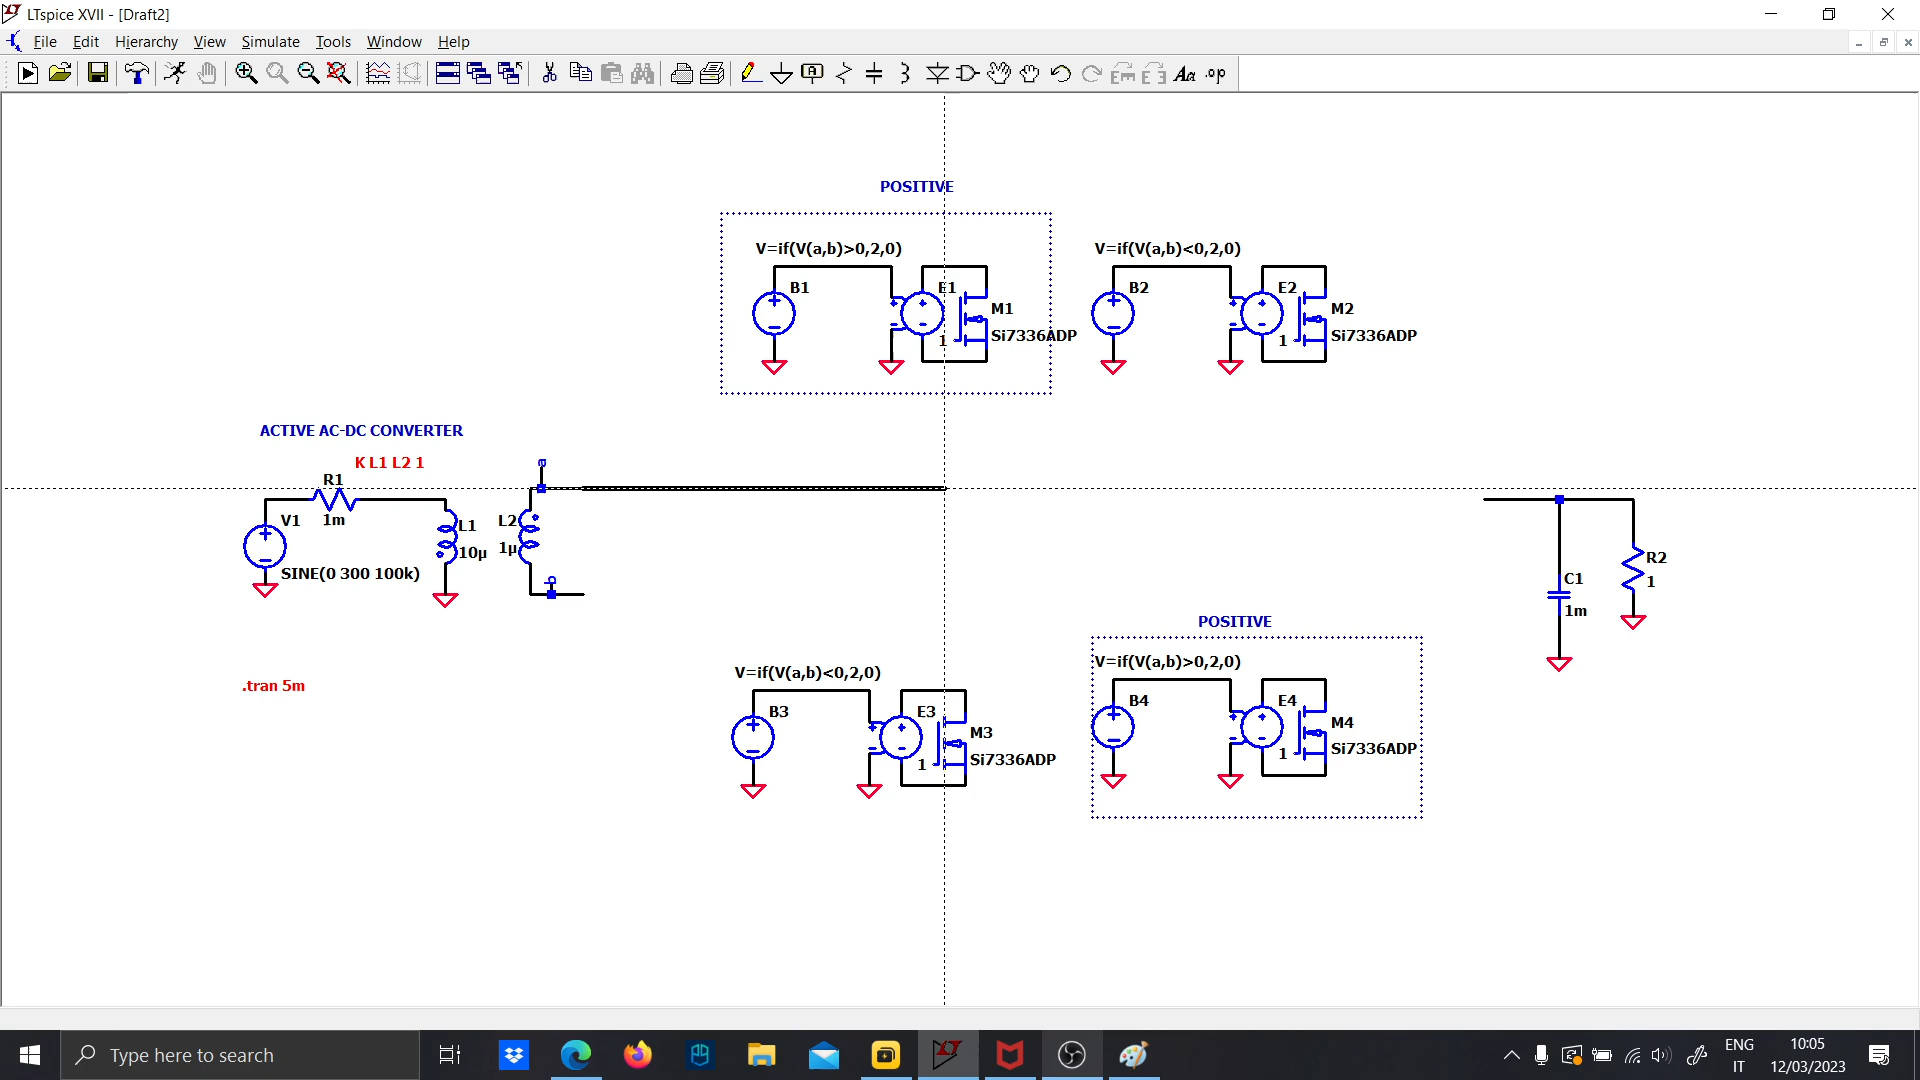 LTspice XVII - [Draft2]
File Edit Hierarchy View Simulate Tools Window Help
.op
POSITIVE
V=if(V(a,b)>0,2,0)
V=if(V(a,b)<0,2,0)
B1
E1
M1
Si7336ADP
1
B2
E2
M2
Si7336ADP
1
ACTIVE AC-DC CONVERTER
K L1 L2 1
R1
1m
V1
SINE(0 300 100k)
L1
10µ
L2
1µ
a
b
C1
1m
R2
1
.tran 5m
V=if(V(a,b)<0,2,0)
B3
E3
M3
Si7336ADP
1
POSITIVE
V=if(V(a,b)>0,2,0)
B4
E4
M4
Si7336ADP
1
Type here to search
ENG
IT
10:05
12/03/2023